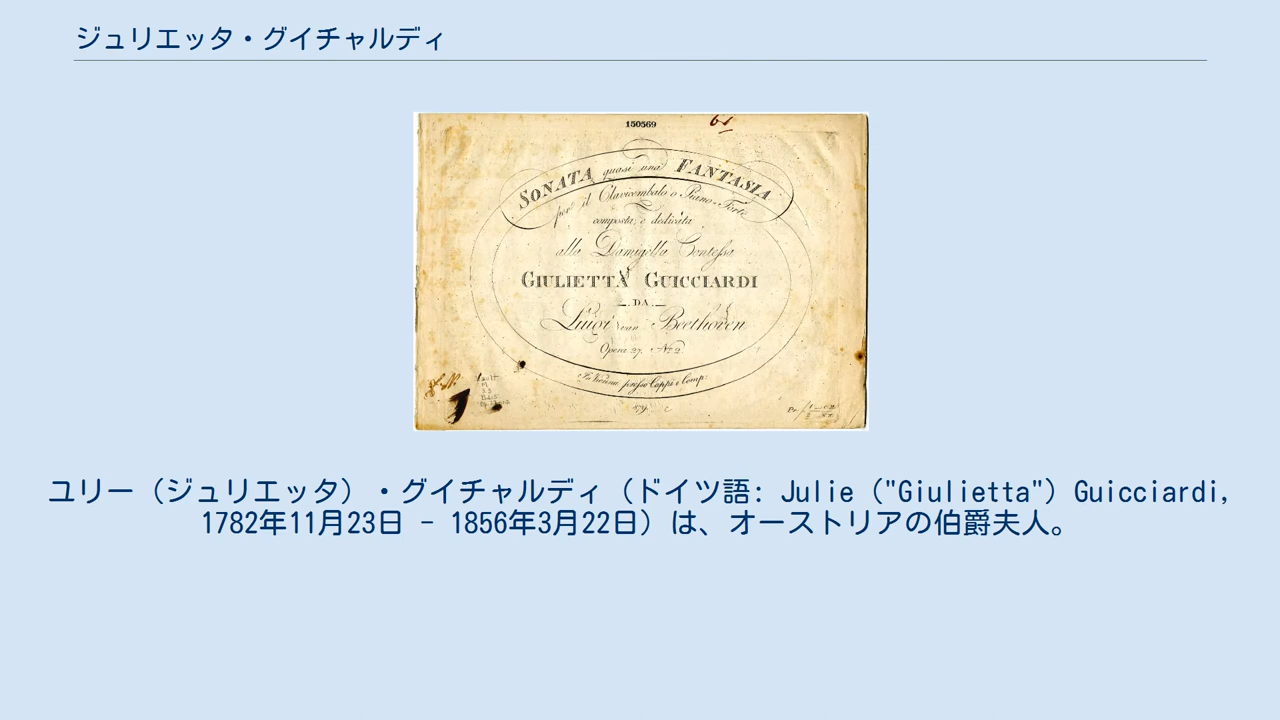 ジュリエッタ・グイチャルディ
150569
SONATA quasi una FANTASIA
per il Clavicembalo o Piano-Forte
composta, e dedicata
alla Damigella Contessa
GIULIETTA GUICCIARDI
DA
Luigi van Beethoven
Opera 27. No 2.
In Vienna presso Cappi e Comp.
ユリー（ジュリエッタ）・グイチャルディ（ドイツ語: Julie ("Giulietta") Guicciardi,
1782年11月23日 - 1856年3月22日）は、オーストリアの伯爵夫人。